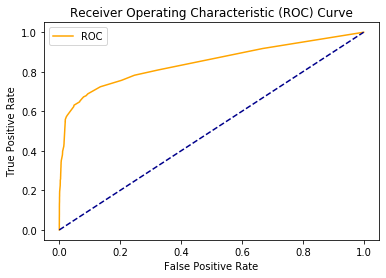 Receiver Operating Characteristic (ROC) Curve
ROC
True Positive Rate
1.0
0.8
0.6
0.4
0.2
0.0
0.0 0.2 0.4 0.6 0.8 1.0
False Positive Rate